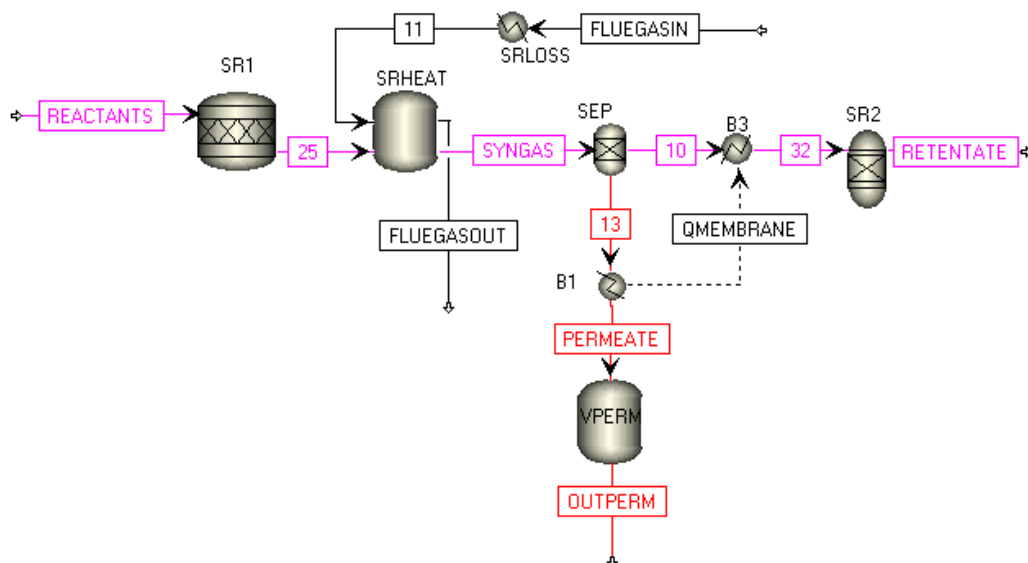 11
FLUEGASIN
SRLOSS
SR1
SRHEAT
REACTANTS
25
SYNGAS
SEP
10
B3
32
SR2
RETENTATE
FLUEGASOUT
13
QMEMBRANE
B1
PERMEATE
VPERM
OUTPERM